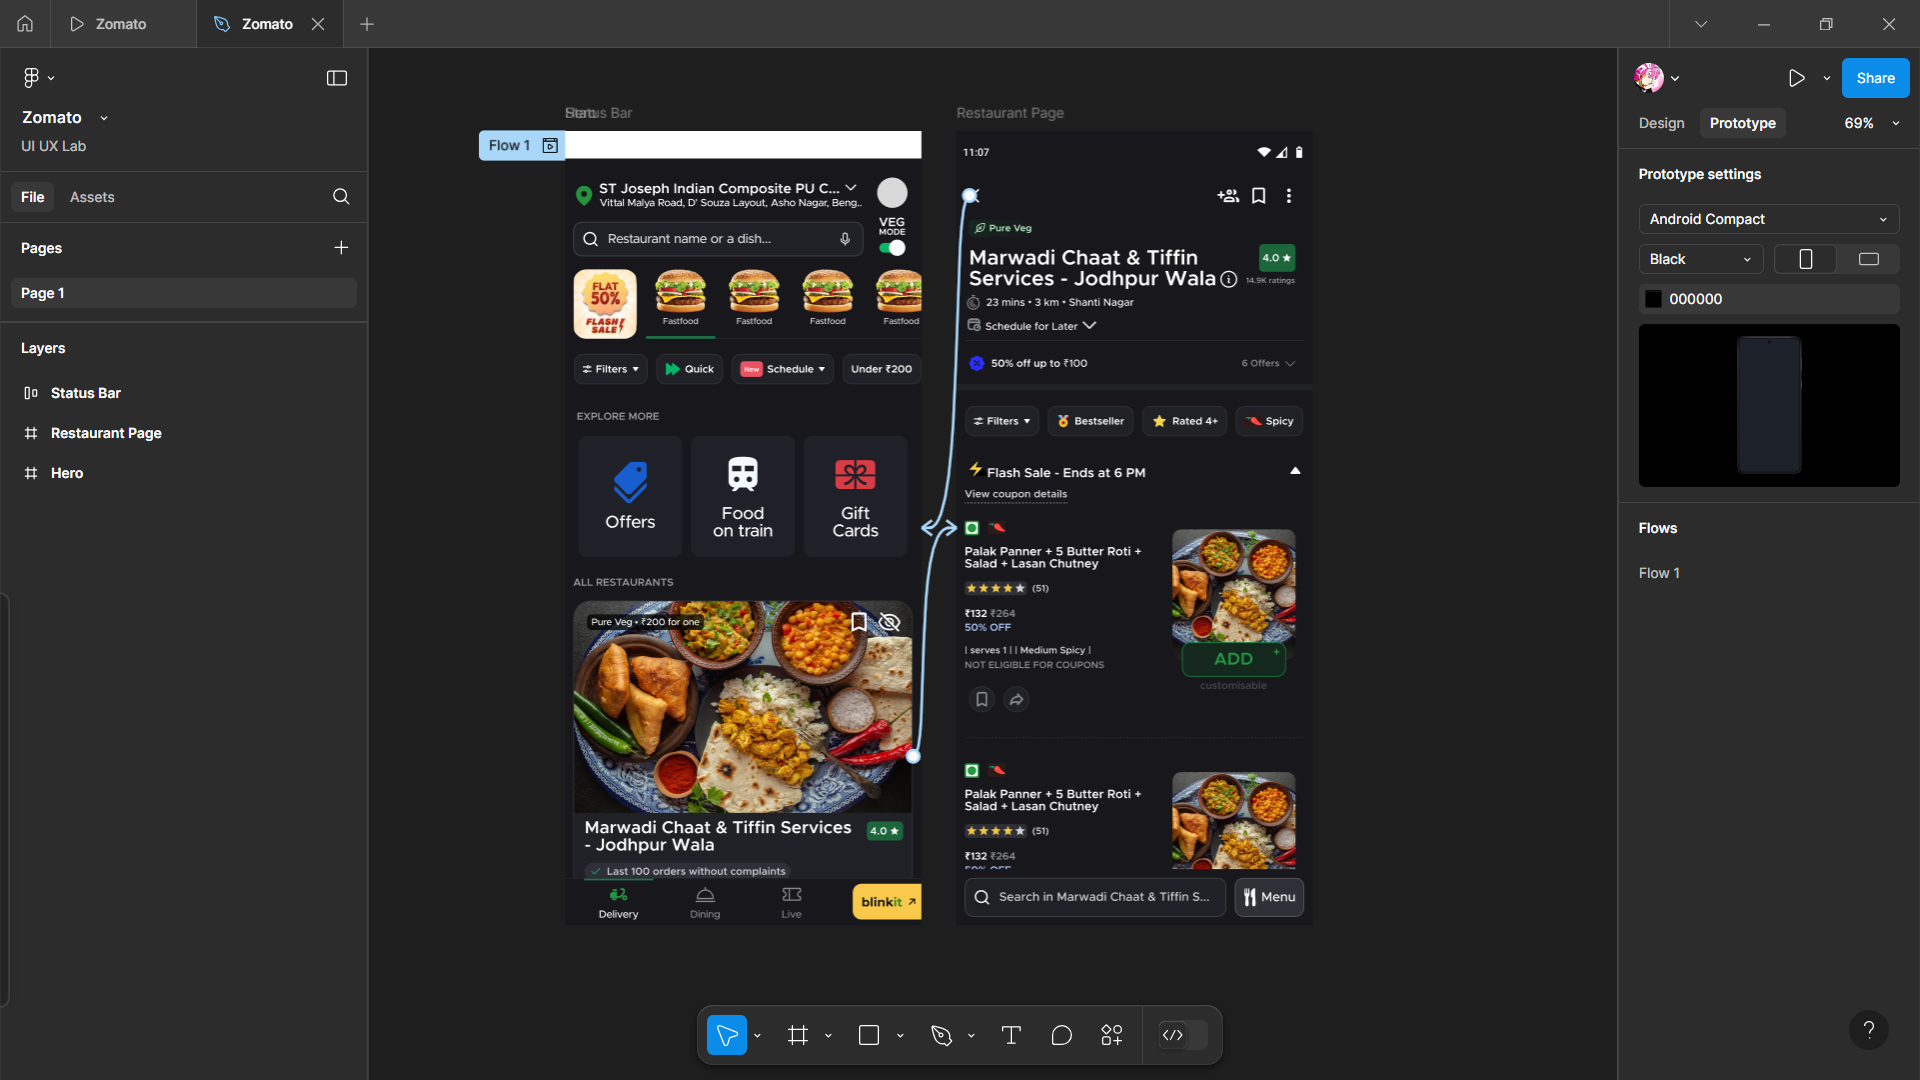 Zomato
Zomato
Zomato
UI UX Lab
File
Assets
Pages
Page 1
Layers
Status Bar
Restaurant Page
Hero
Status Bar
Flow 1
ST Joseph Indian Composite PU C...
Vittal Malya Road, D' Souza Layout, Asho Nagar, Beng..
VEG
MODE
Restaurant name or a dish...
FLAT
50%
FLASH
SALE
Fastfood
Fastfood
Fastfood
Fastfood
Filters
Quick
New
Schedule
Under ₹200
EXPLORE MORE
Offers
Food
on train
Gift
Cards
ALL RESTAURANTS
Pure Veg • ₹200 for one
Marwadi Chaat & Tiffin Services
- Jodhpur Wala
4.0 ★
Last 100 orders without complaints
Delivery
Dining
Live
blinkit
Restaurant Page
11:07
Pure Veg
Marwadi Chaat & Tiffin
Services - Jodhpur Wala
4.0 ★
14.9K ratings
23 mins • 3 km • Shanti Nagar
Schedule for Later
50% off up to ₹100
6 Offers
Filters
Bestseller
Rated 4+
Spicy
Flash Sale - Ends at 6 PM
View coupon details
Palak Panner + 5 Butter Roti +
Salad + Lasan Chutney
(51)
₹132 ₹264
50% OFF
| serves 1 | | Medium Spicy |
NOT ELIGIBLE FOR COUPONS
ADD +
customisable
Palak Panner + 5 Butter Roti +
Salad + Lasan Chutney
(51)
₹132 ₹264
50% OFF
Search in Marwadi Chaat & Tiffin S...
Menu
Share
Design
Prototype
69%
Prototype settings
Android Compact
Black
000000
Flows
Flow 1